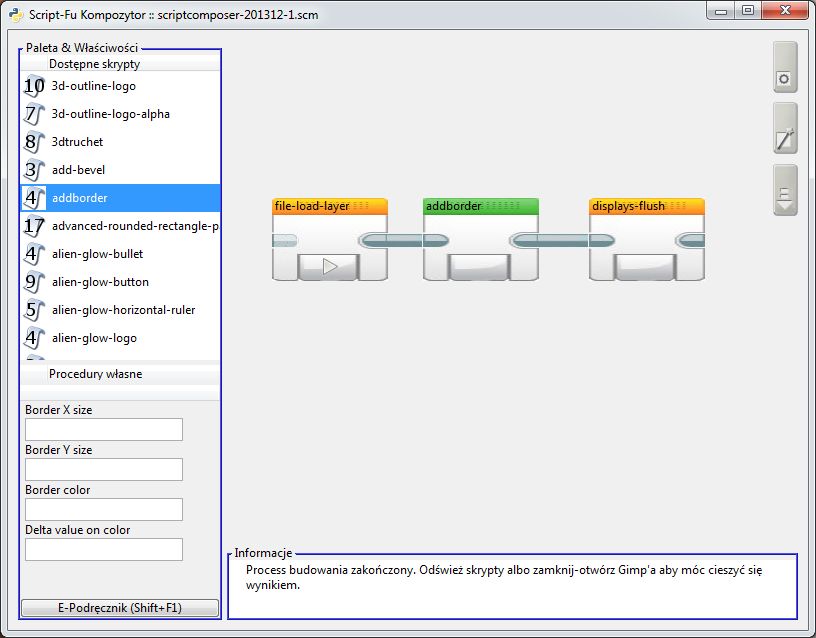 Script-Fu Kompozytor :: scriptcomposer-201312-1.scm
Paleta & Właściwości
Dostępne skrypty
10 3d-outline-logo
7 3d-outline-logo-alpha
8 3dtruchet
3 add-bevel
4 addborder
17 advanced-rounded-rectangle-p
4 alien-glow-bullet
9 alien-glow-button
5 alien-glow-horizontal-ruler
4 alien-glow-logo
Procedury własne
Border X size
Border Y size
Border color
Delta value on color
E-Podręcznik (Shift+F1)
file-load-layer
addborder
displays-flush
Informacje
Process budowania zakończony. Odśwież skrypty albo zamknij-otwórz Gimp'a aby móc cieszyć się
wynikiem.